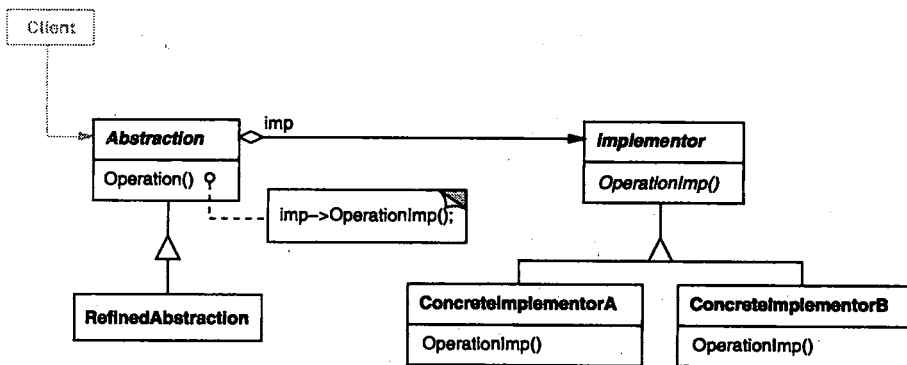 Client
imp
Abstraction
Implementor
Operation()
OperationImp()
imp->OperationImp();
RefinedAbstraction
ConcreteImplementorA
ConcreteImplementorB
OperationImp()
OperationImp()